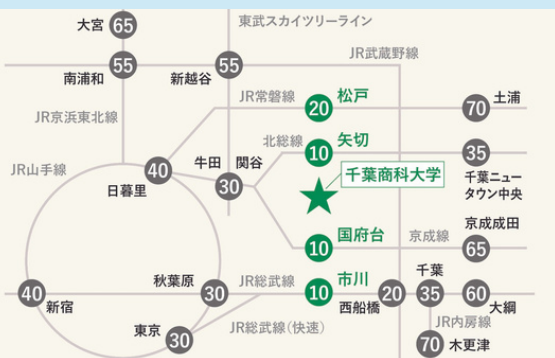 大宮
65
東武スカイツリーライン
JR武蔵野線
55
南浦和
55
新越谷
JR常磐線
20
松戸
70
土浦
JR京浜東北線
北総線
10
矢切
35
千葉ニュー
タウン中央
JR山手線
40
日暮里
牛田
関谷
30
千葉商科大学
10
国府台
京成線
京成成田
65
40
新宿
秋葉原
30
JR総武線
10
市川
西船橋
20
千葉
35
60
大綱
東京
30
JR総武線(快速)
JR内房線
70
木更津